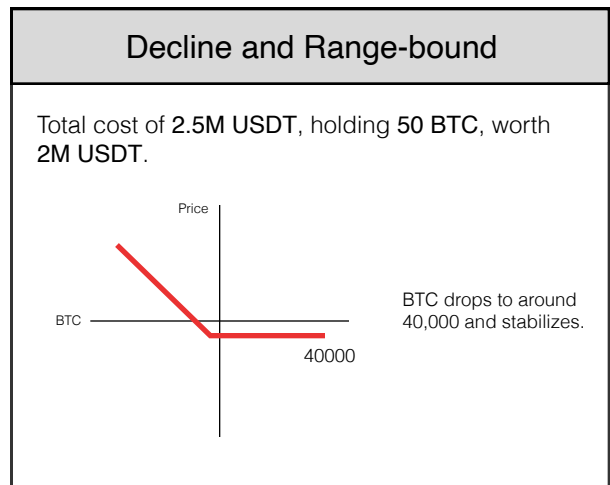 Decline and Range-bound
Total cost of 2.5M USDT, holding 50 BTC, worth
2M USDT.
Price
BTC
BTC drops to around
40,000 and stabilizes.
40000